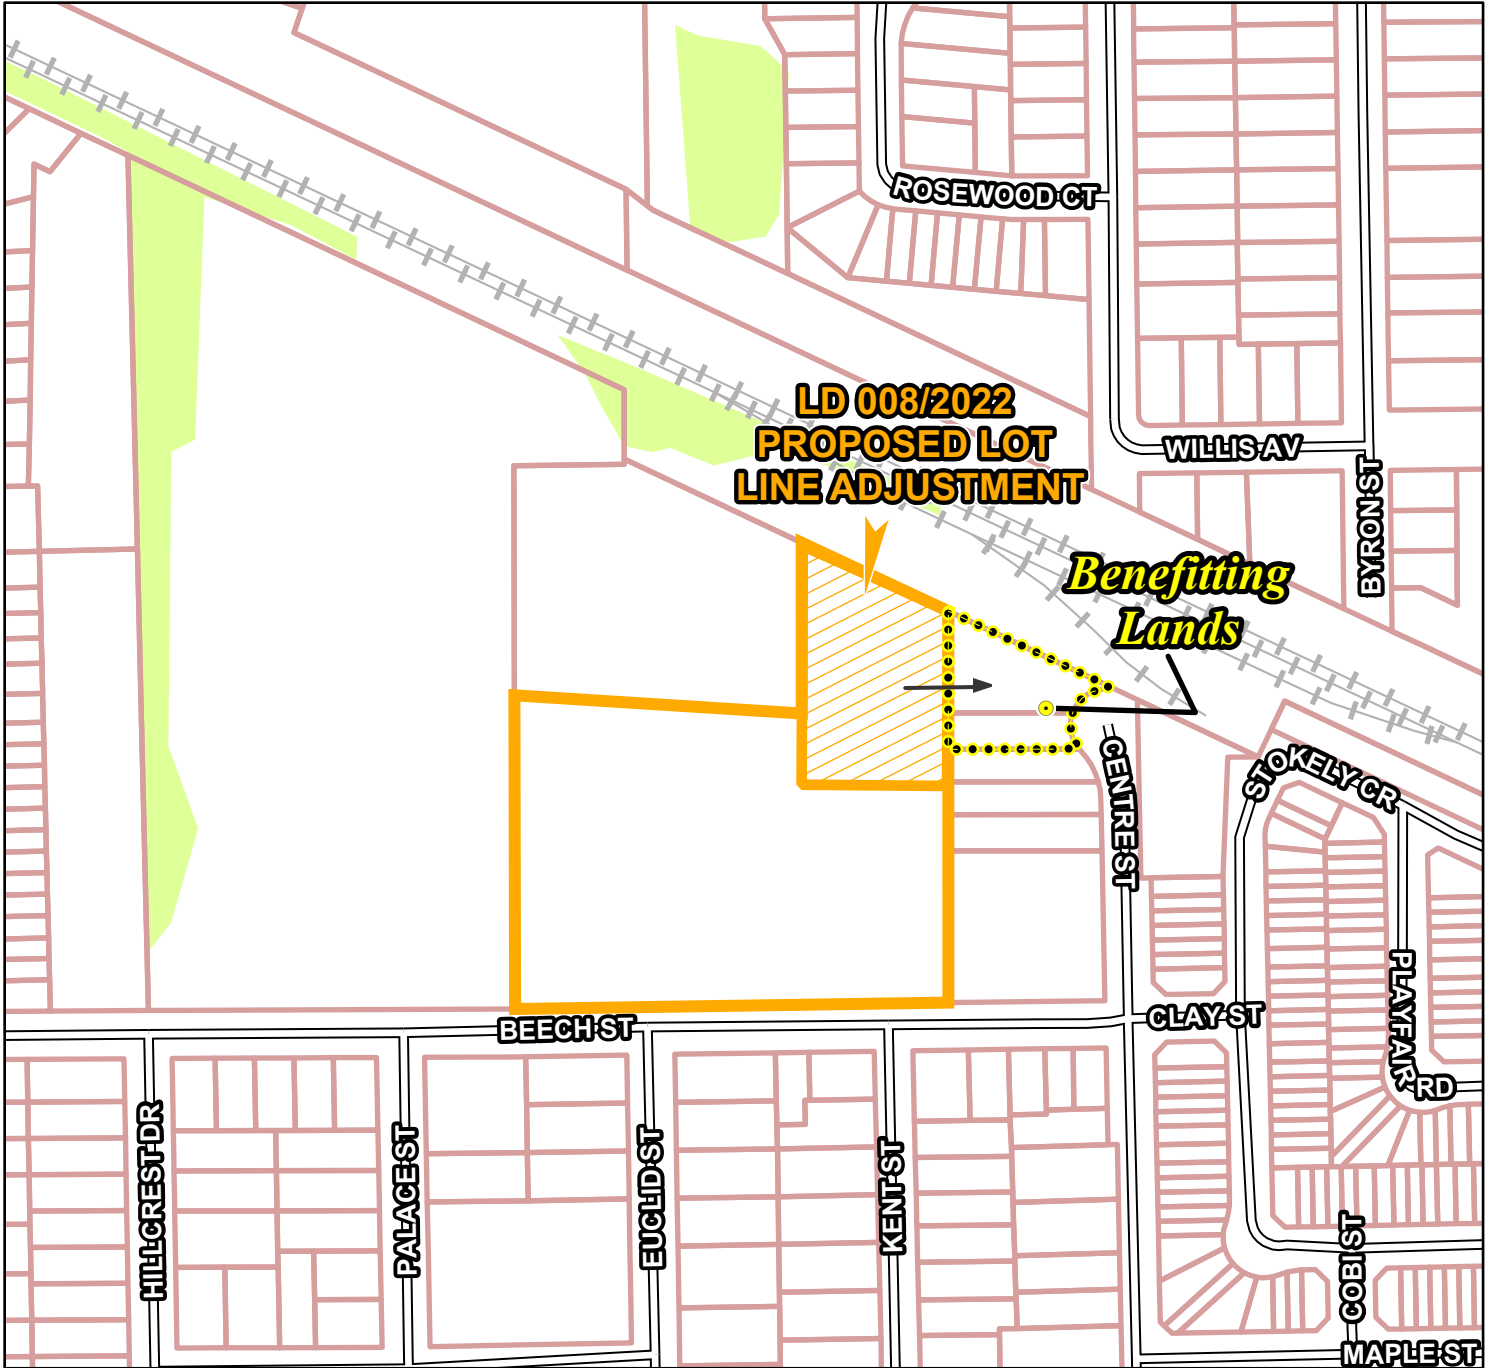 ROSEWOOD CT
LD 008/2022
PROPOSED LOT
LINE ADJUSTMENT
WILLIS AV
BYRON ST
Benefitting
Lands
CENTRE ST
STOKELY CR
PLAYFAIR RD
BEECH ST
CLAY ST
HILLCREST DR
PALACE ST
EUCLID ST
KENT ST
COBI ST
MAPLE ST